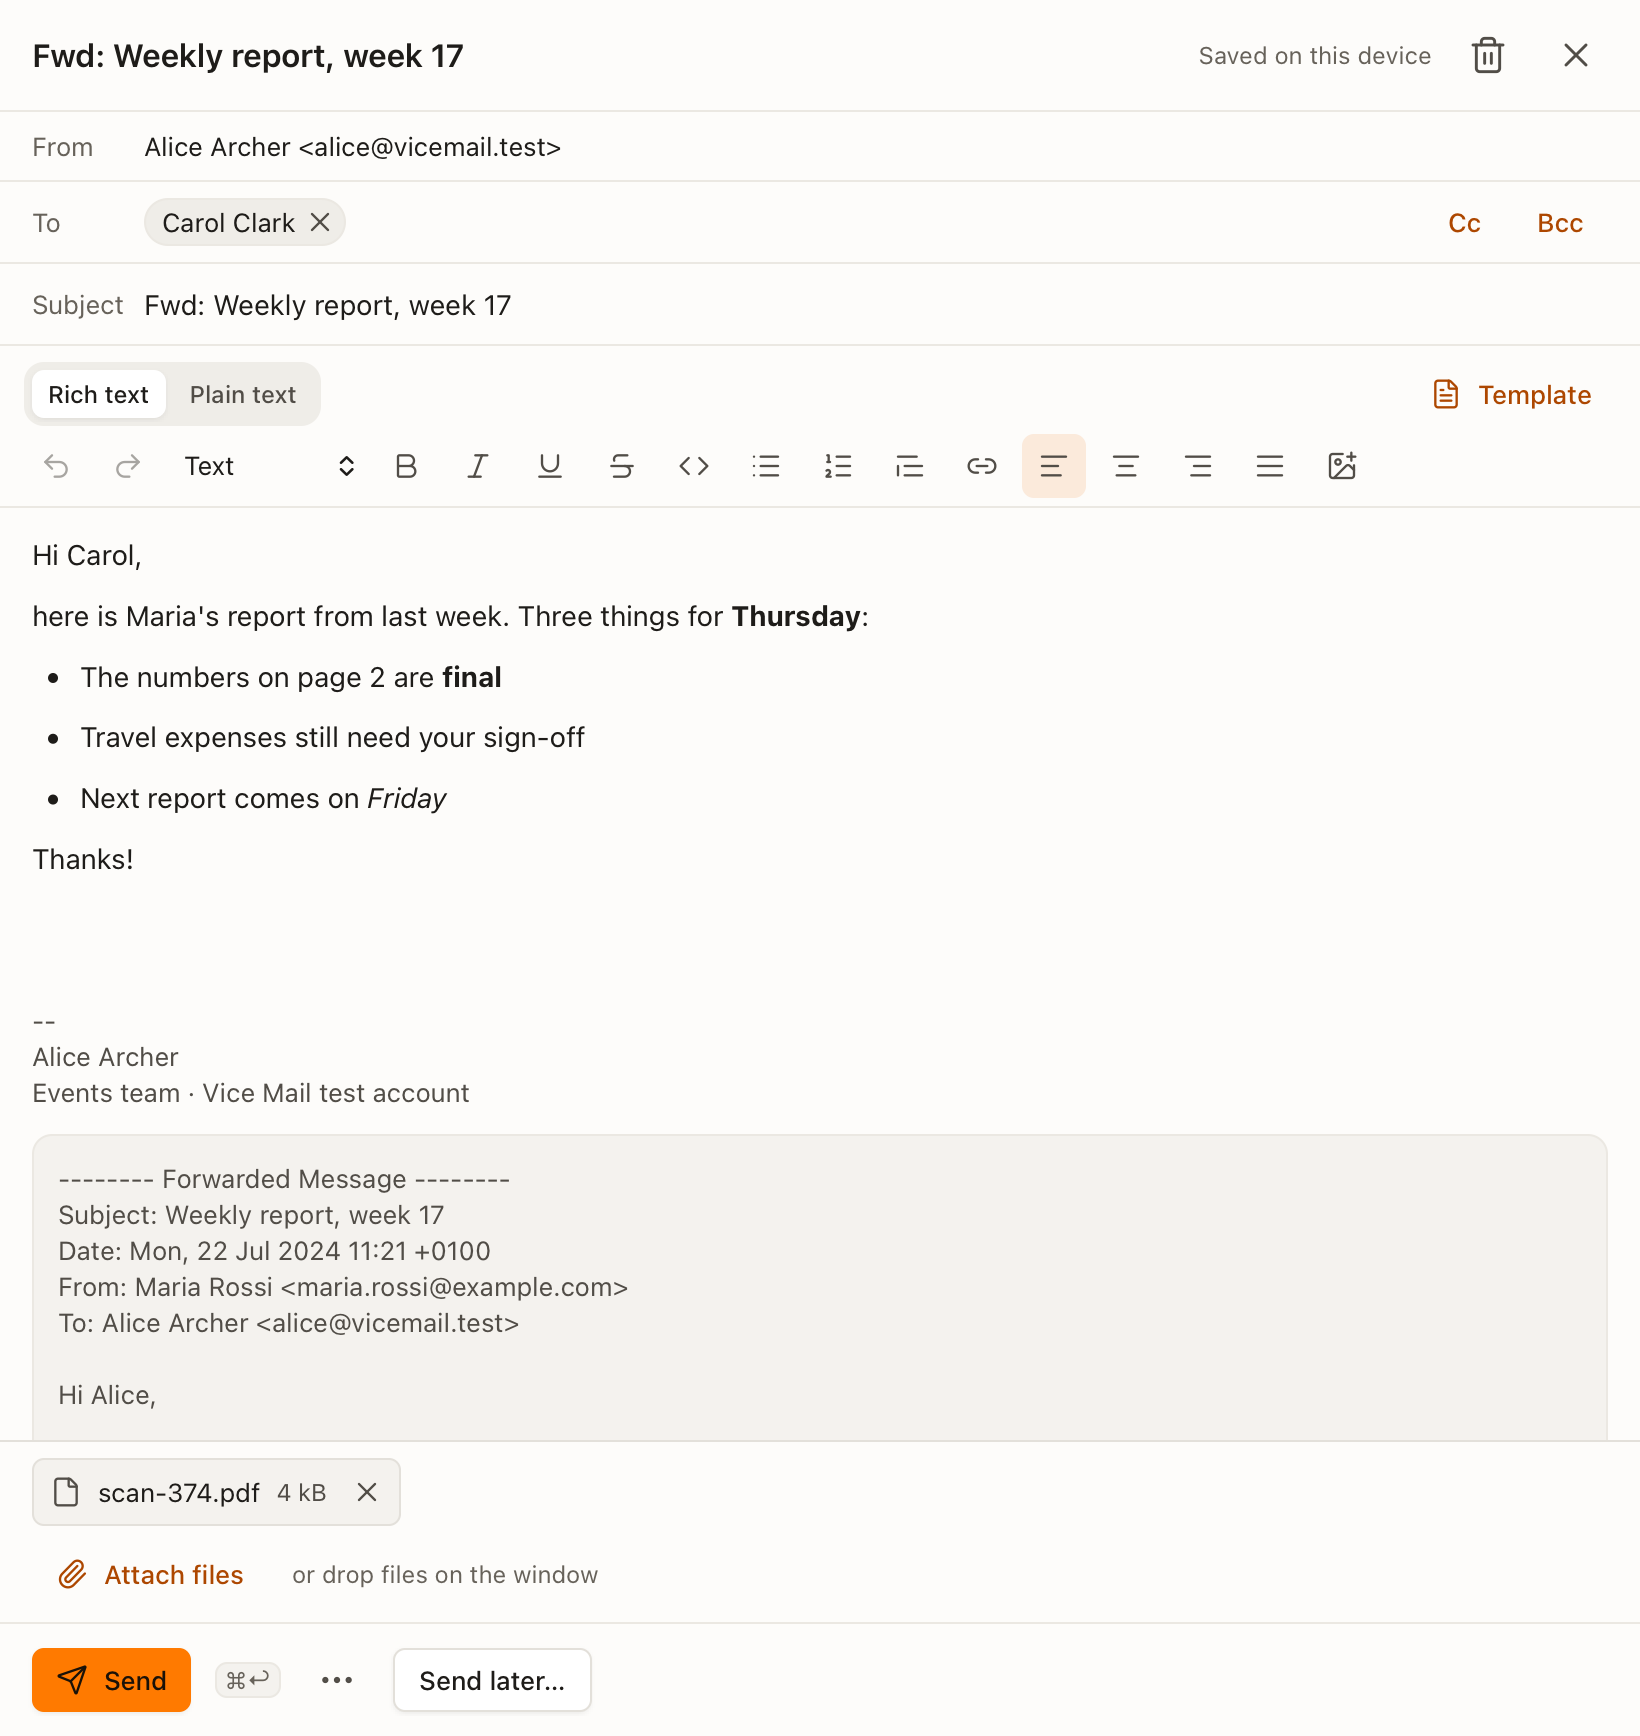 Fwd: Weekly report, week 17
Saved on this device
From Alice Archer <alice@vicemail.test>
To Carol Clark
Cc Bcc
Subject Fwd: Weekly report, week 17
Rich text Plain text
Template
Text
Hi Carol,
here is Maria's report from last week. Three things for Thursday:
• The numbers on page 2 are final
• Travel expenses still need your sign-off
• Next report comes on Friday
Thanks!
--
Alice Archer
Events team · Vice Mail test account
-------- Forwarded Message --------
Subject: Weekly report, week 17
Date: Mon, 22 Jul 2024 11:21 +0100
From: Maria Rossi <maria.rossi@example.com>
To: Alice Archer <alice@vicemail.test>
Hi Alice,
scan-374.pdf 4 kB
Attach files or drop files on the window
Send ⌘↩ ••• Send later...